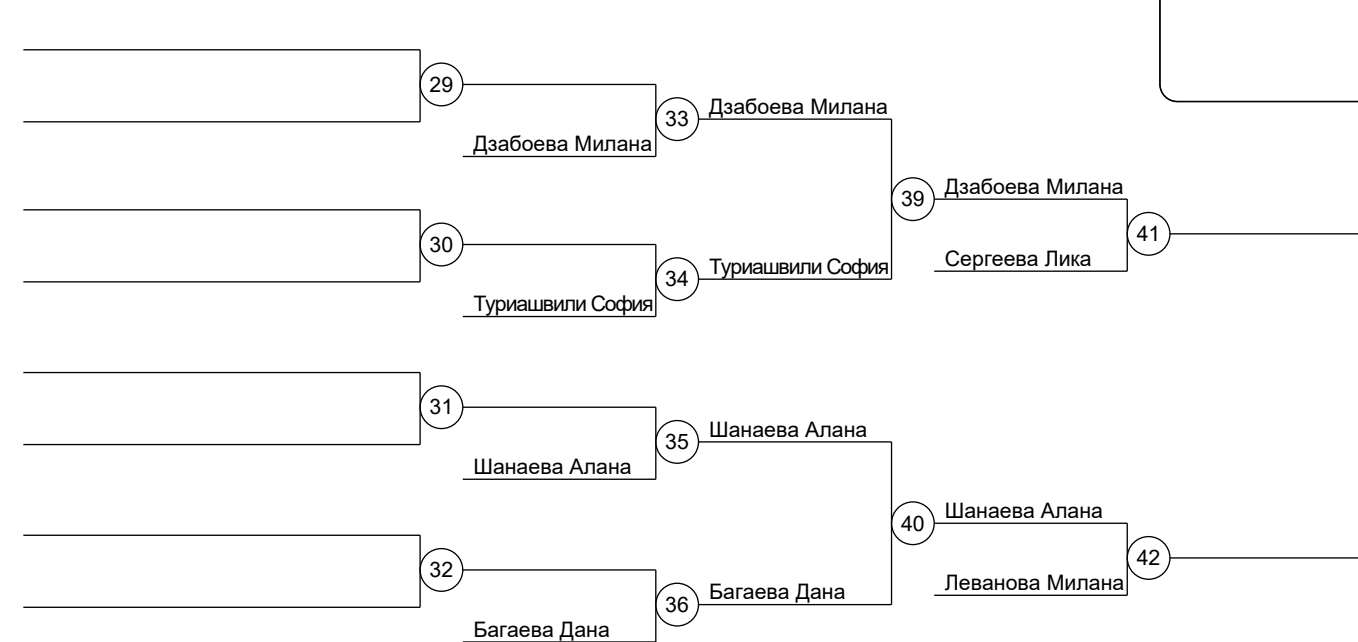 29
33
Дзабоева Милана
Дзабоева Милана
39
Дзабоева Милана
30
41
34
Туриашвили София
Сергеева Лика
Туриашвили София
31
35
Шанаева Алана
Шанаева Алана
40
Шанаева Алана
32
42
36
Багаева Дана
Леванова Милана
Багаева Дана